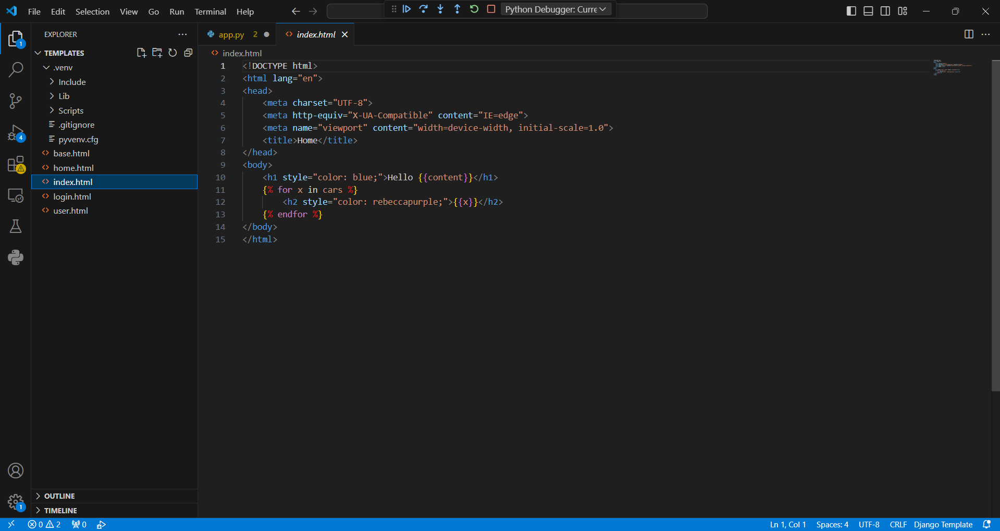 File Edit Selection View Go Run Terminal Help
Python Debugger: Curre
EXPLORER
TEMPLATES
.venv
Include
Lib
Scripts
.gitignore
pyvenv.cfg
base.html
home.html
index.html
login.html
user.html
OUTLINE
TIMELINE
1
4
1
app.py 2
index.html
index.html
1 <!DOCTYPE html>
2 <html lang="en">
3 <head>
4 <meta charset="UTF-8">
5 <meta http-equiv="X-UA-Compatible" content="IE=edge">
6 <meta name="viewport" content="width=device-width, initial-scale=1.0">
7 <title>Home</title>
8 </head>
9 <body>
10 <h1 style="color: blue;">Hello {{content}}</h1>
11 {% for x in cars %}
12 <h2 style="color: rebeccapurple;">{{x}}</h2>
13 {% endfor %}
14 </body>
15 </html>
0 2 0 Ln 1, Col 1 Spaces: 4 UTF-8 CRLF Django Template